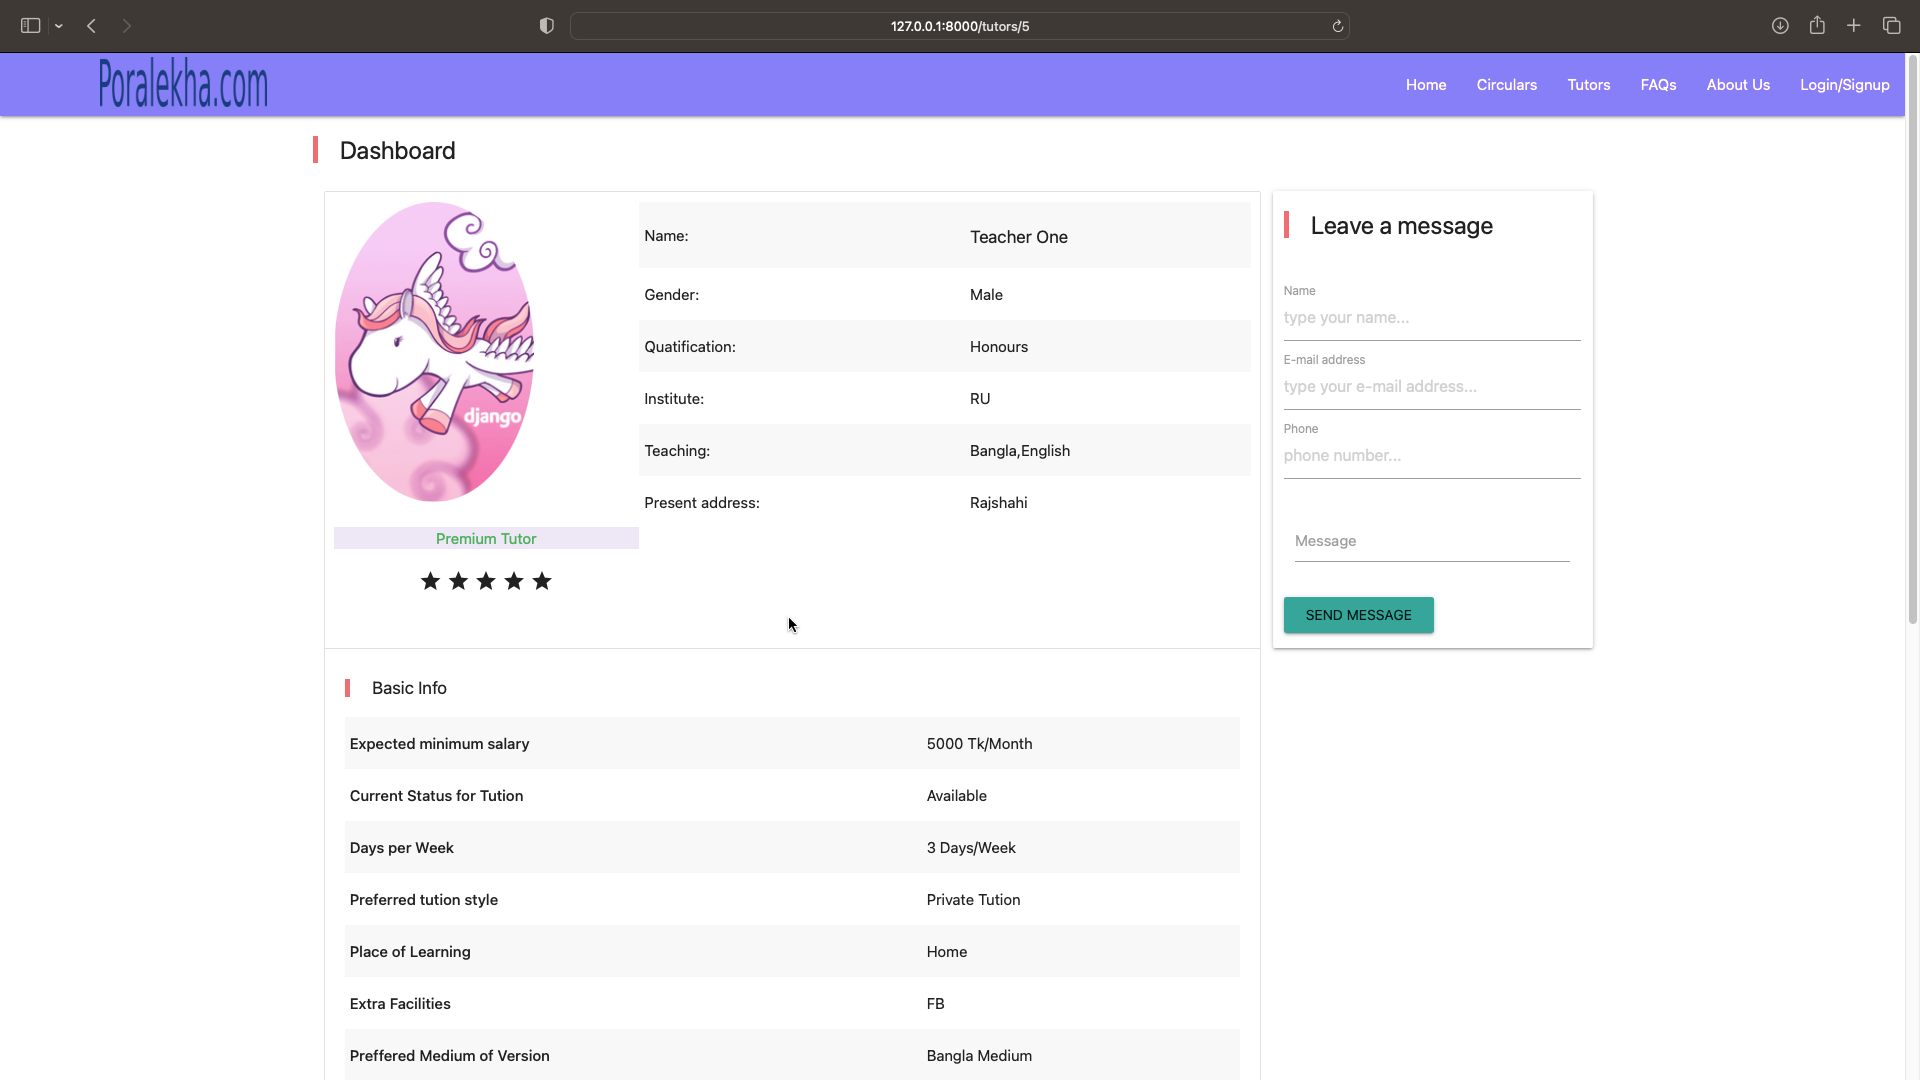 127.0.0.1:8000/tutors/5
Poralekha.com
Home Circulars Tutors FAQs About Us Login/Signup
Dashboard
django
Premium Tutor
Name: Teacher One
Gender: Male
Quatification: Honours
Institute: RU
Teaching: Bangla,English
Present address: Rajshahi
Leave a message
Name
type your name...
E-mail address
type your e-mail address...
Phone
phone number...
Message
SEND MESSAGE
Basic Info
Expected minimum salary 5000 Tk/Month
Current Status for Tution Available
Days per Week 3 Days/Week
Preferred tution style Private Tution
Place of Learning Home
Extra Facilities FB
Preffered Medium of Version Bangla Medium